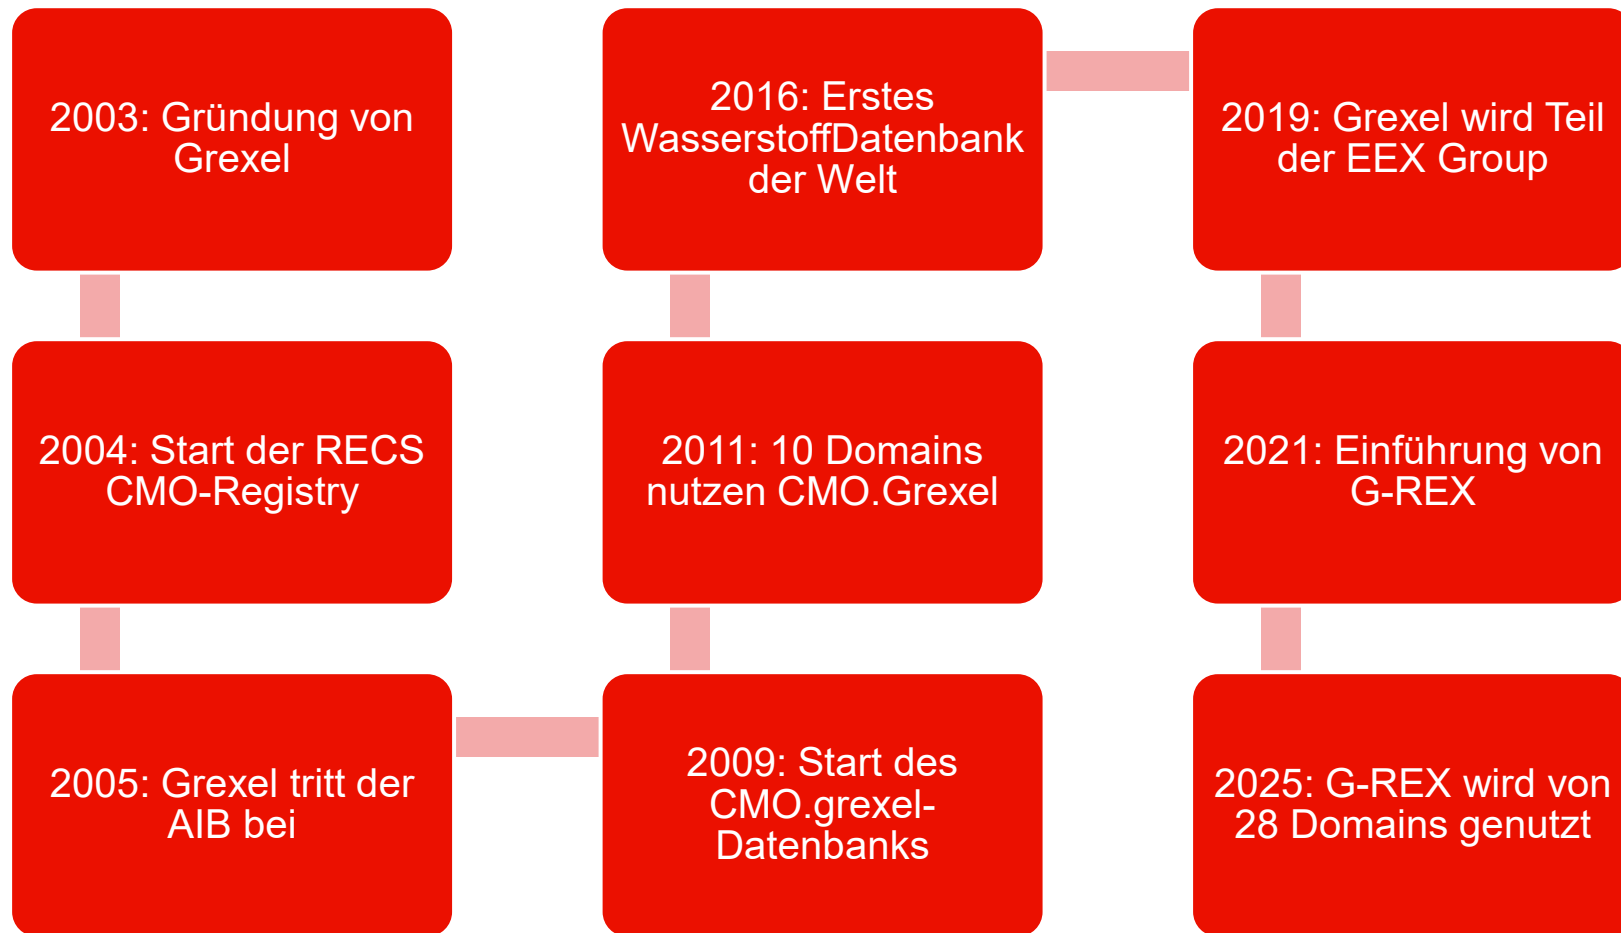 2003: Gründung von
Grexel
2004: Start der RECS
CMO-Registry
2005: Grexel tritt der
AIB bei
2009: Start des
CMO.grexel-
Datenbanks
2011: 10 Domains
nutzen CMO.Grexel
2016: Erstes
WasserstoffDatenbank
der Welt
2019: Grexel wird Teil
der EEX Group
2021: Einführung von
G-REX
2025: G-REX wird von
28 Domains genutzt